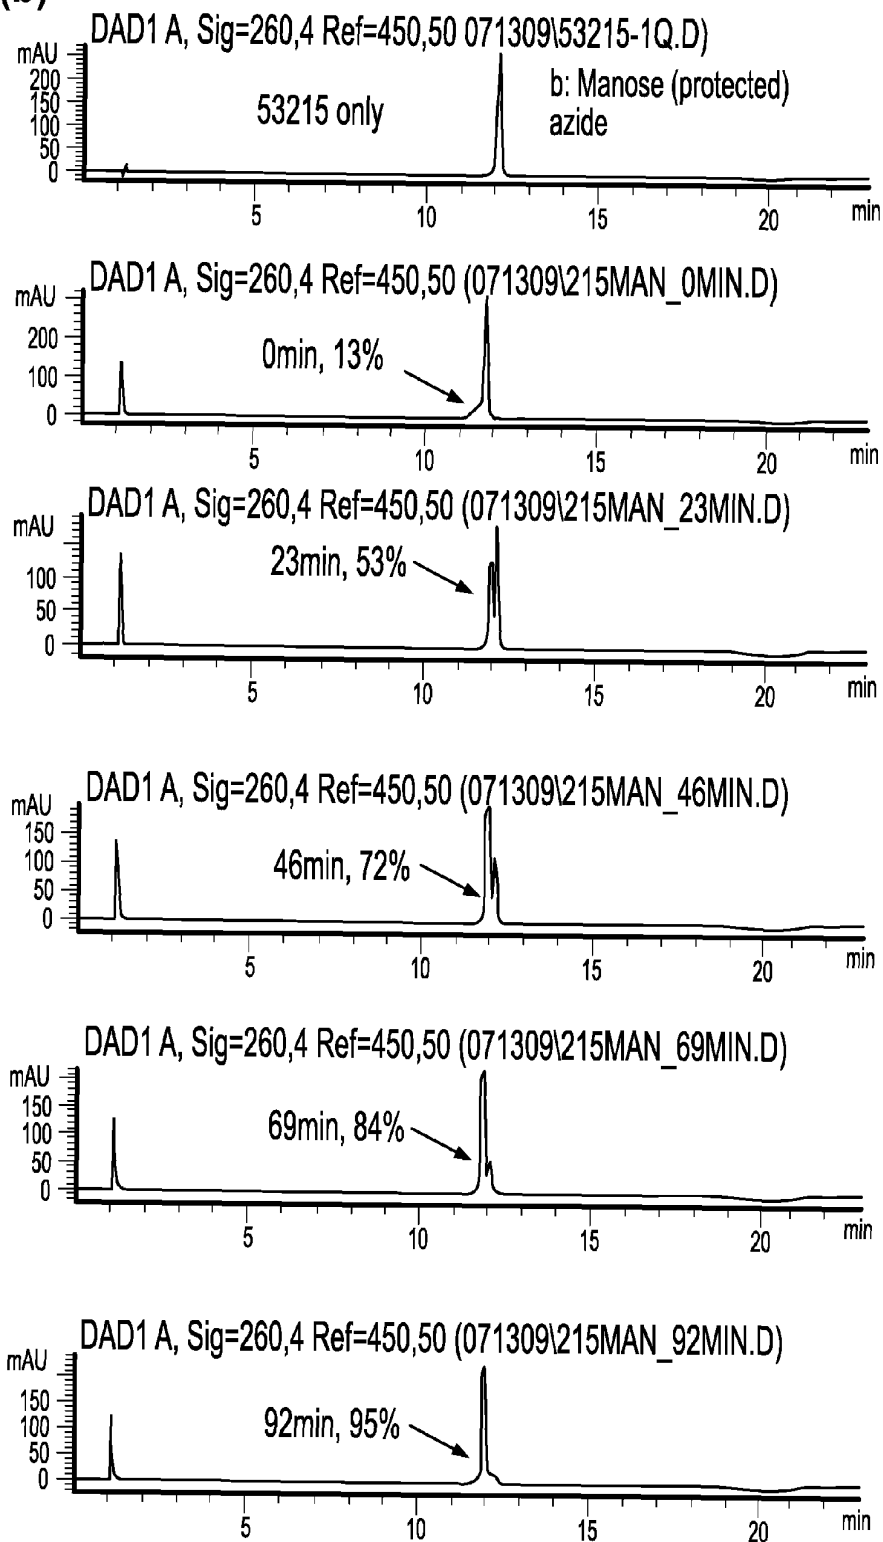 (b)
DAD1 A, Sig=260,4 Ref=450,50 071309\53215-1Q.D)
mAU
200
150
100
50
0
53215 only
b: Manose (protected)
azide
5
10
15
20
min
DAD1 A, Sig=260,4 Ref=450,50 (071309\215MAN_0MIN.D)
mAU
200
100
0
0min, 13%
5
10
15
20
min
DAD1 A, Sig=260,4 Ref=450,50 (071309\215MAN_23MIN.D)
mAU
100
50
0
23min, 53%
5
10
15
20
min
DAD1 A, Sig=260,4 Ref=450,50 (071309\215MAN_46MIN.D)
mAU
150
100
50
0
46min, 72%
5
10
15
20
min
DAD1 A, Sig=260,4 Ref=450,50 (071309\215MAN_69MIN.D)
mAU
150
100
50
0
69min, 84%
5
10
15
20
min
DAD1 A, Sig=260,4 Ref=450,50 (071309\215MAN_92MIN.D)
mAU
150
100
50
0
92min, 95%
5
10
15
20
min